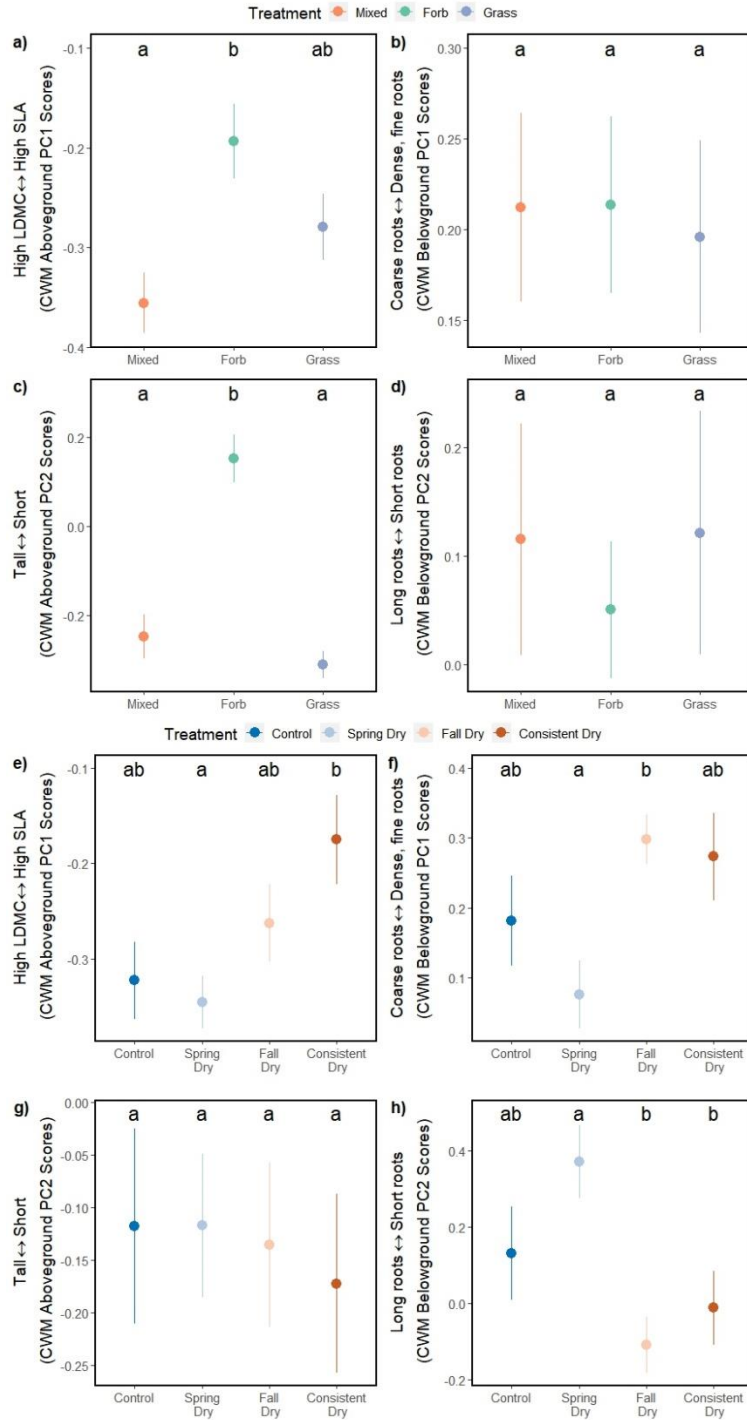 Treatment Mixed Forb Grass
a)
High LDMC↔High SLA
(CWM Aboveground PC1 Scores)
-0.1
-0.2
-0.3
-0.4
a b ab
Mixed Forb Grass
b)
Coarse roots ↔ Dense, fine roots
(CWM Belowground PC1 Scores)
0.30
0.25
0.20
0.15
a a a
Mixed Forb Grass
c)
Tall↔Short
(CWM Aboveground PC2 Scores)
0.2
0.0
-0.2
a b a
Mixed Forb Grass
d)
Long roots ↔ Short roots
(CWM Belowground PC2 Scores)
0.2
0.1
0.0
a a a
Mixed Forb Grass
Treatment Control Spring Dry Fall Dry Consistent Dry
e)
High LDMC↔High SLA
(CWM Aboveground PC1 Scores)
-0.1
-0.2
-0.3
ab a ab b
Control Spring Fall Consistent
Dry Dry Dry
f)
Coarse roots ↔ Dense, fine roots
(CWM Belowground PC1 Scores)
0.4
0.3
0.2
0.1
ab a b ab
Control Spring Fall Consistent
Dry Dry Dry
g)
Tall↔Short
(CWM Aboveground PC2 Scores)
0.00
-0.05
-0.10
-0.15
-0.20
-0.25
a a a a
Control Spring Fall Consistent
Dry Dry Dry
h)
Long roots ↔ Short roots
(CWM Belowground PC2 Scores)
0.4
0.2
0.0
-0.2
ab a b b
Control Spring Fall Consistent
Dry Dry Dry